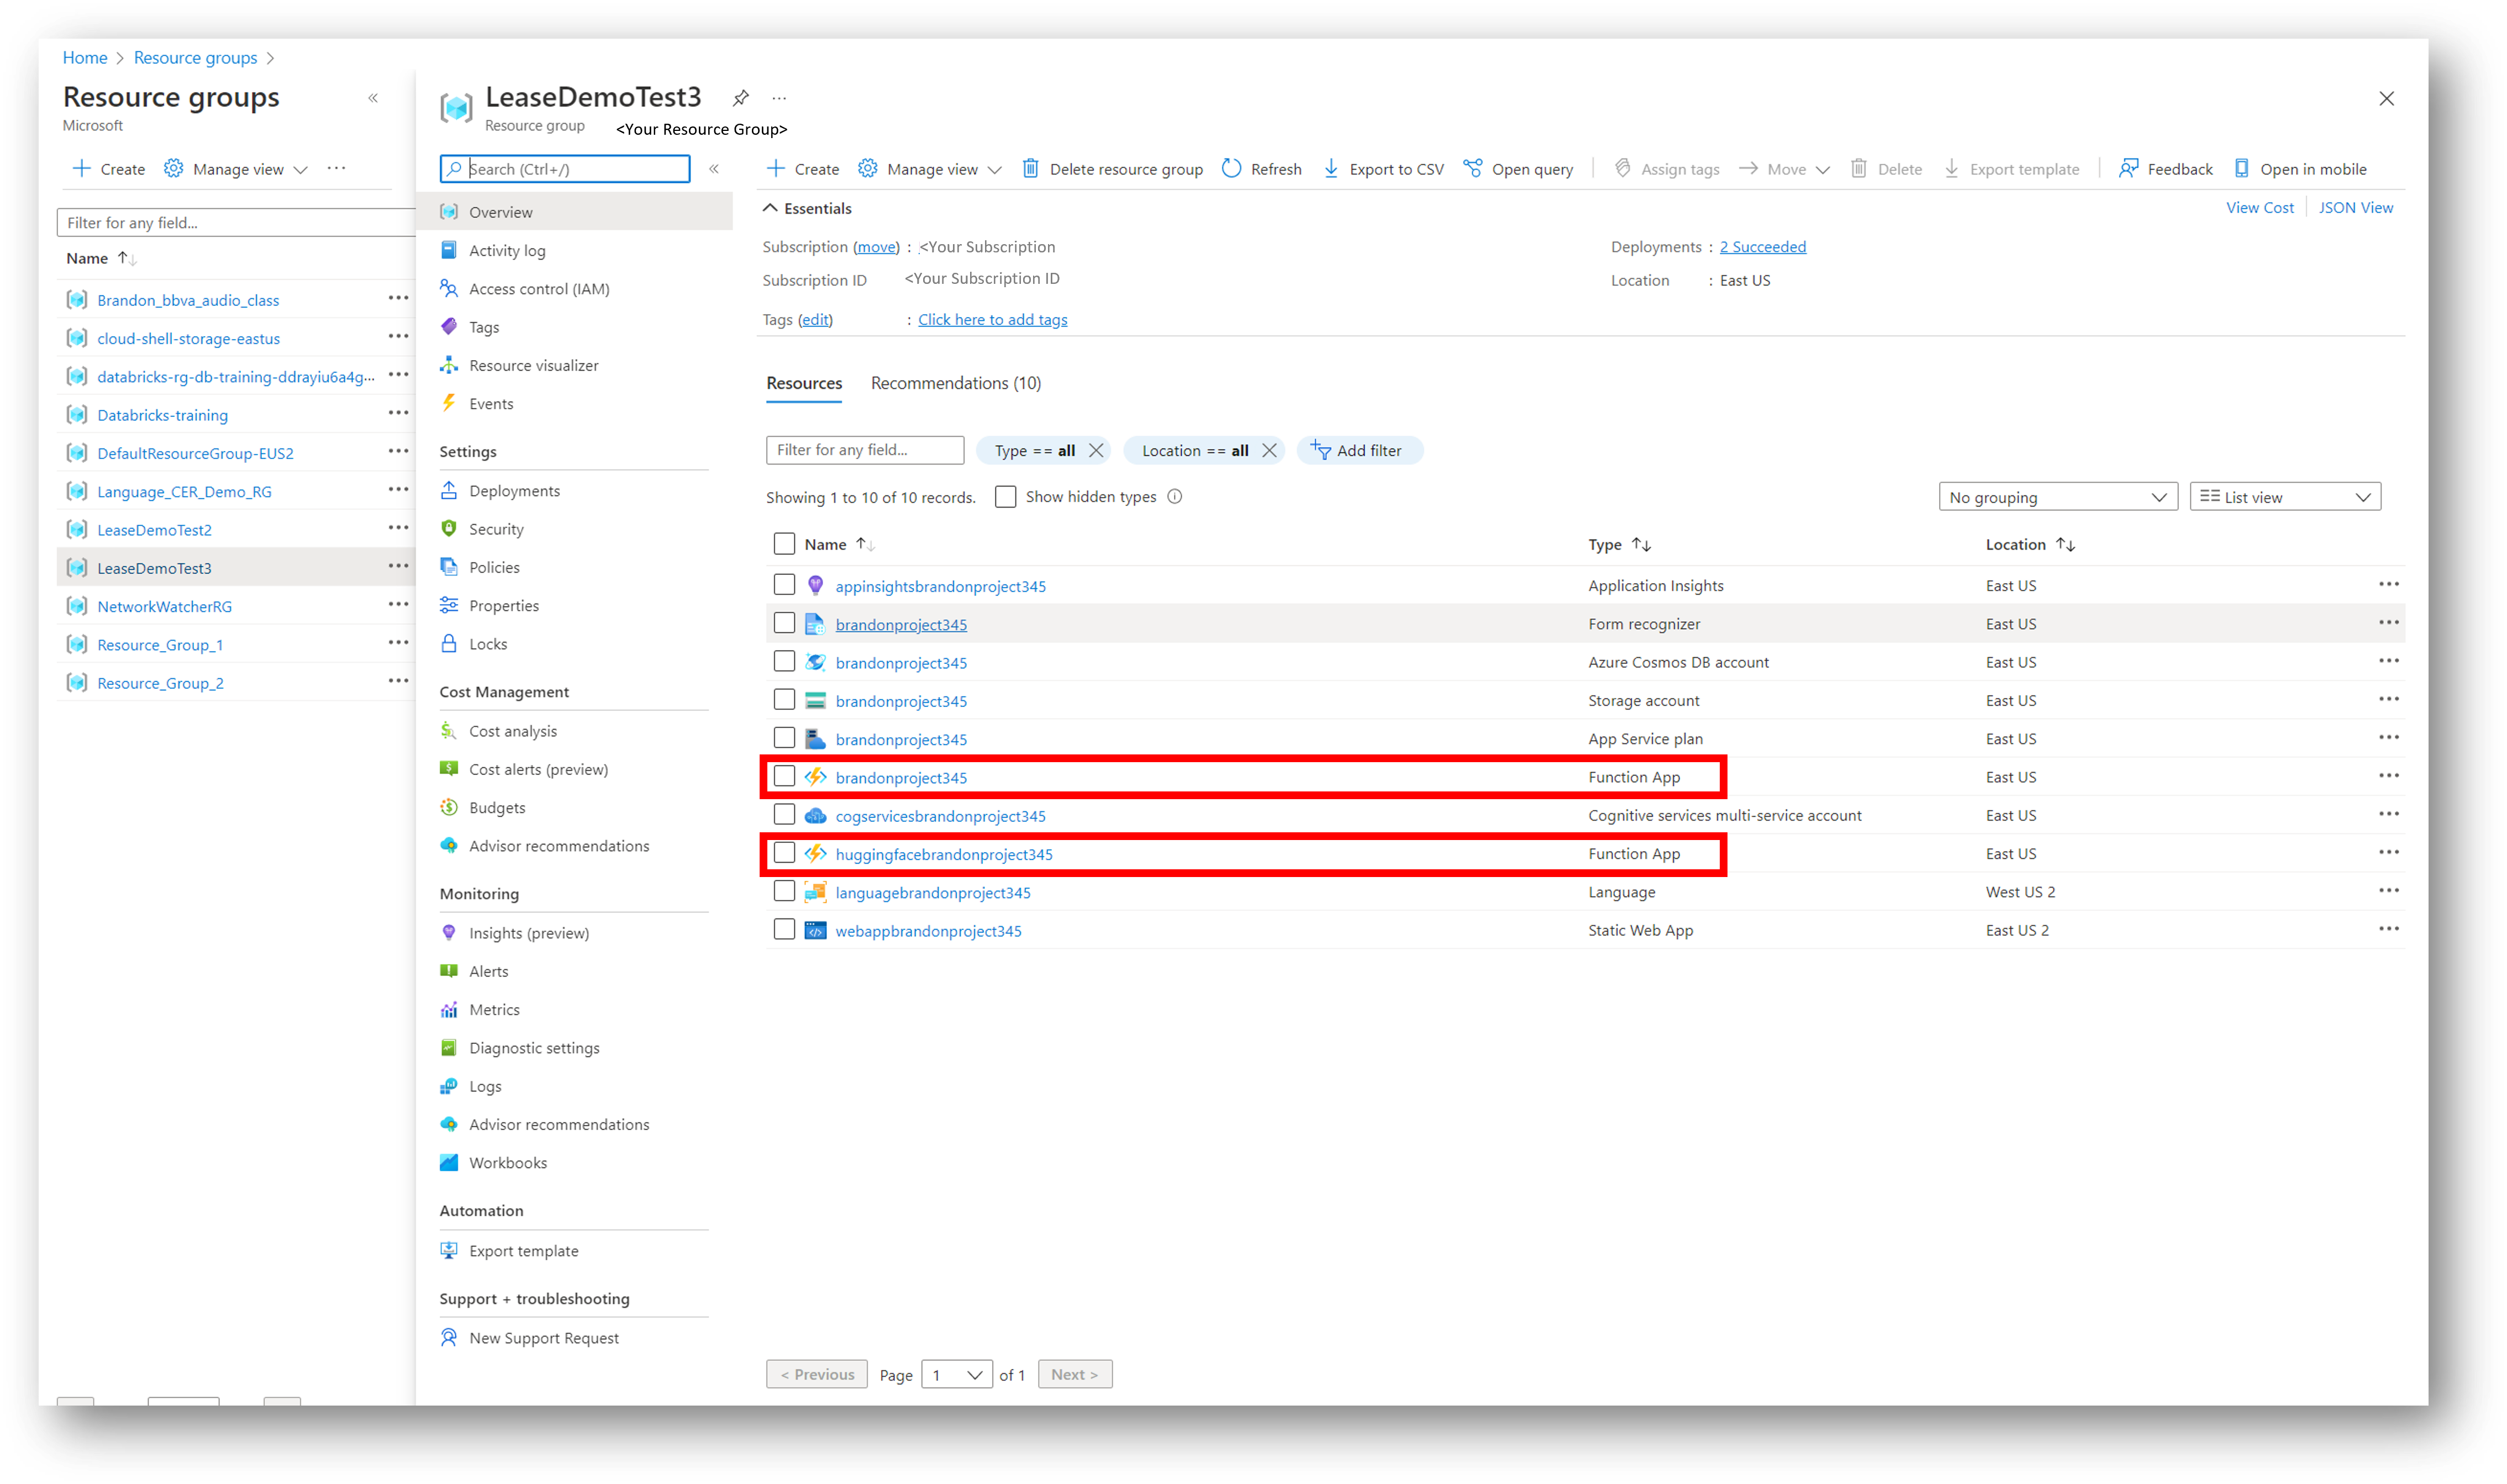 Home > Resource groups >
Resource groups «
Microsoft
+ Create Manage view ···
Filter for any field...
Name ↑↓
Brandon_bbva_audio_class ···
cloud-shell-storage-eastus ···
databricks-rg-db-training-ddrayiu6a4g... ···
Databricks-training ···
DefaultResourceGroup-EUS2 ···
Language_CER_Demo_RG ···
LeaseDemoTest2 ···
LeaseDemoTest3 ···
NetworkWatcherRG ···
Resource_Group_1 ···
Resource_Group_2 ···
LeaseDemoTest3 ···
Resource group <Your Resource Group>
Search (Ctrl+/) «
Overview
Activity log
Access control (IAM)
Tags
Resource visualizer
Events
Settings
Deployments
Security
Policies
Properties
Locks
Cost Management
Cost analysis
Cost alerts (preview)
Budgets
Advisor recommendations
Monitoring
Insights (preview)
Alerts
Metrics
Diagnostic settings
Logs
Advisor recommendations
Workbooks
Automation
Export template
Support + troubleshooting
New Support Request
+ Create Manage view Delete resource group Refresh Export to CSV Open query Assign tags Move Delete Export template Feedback Open in mobile
Essentials View Cost JSON View
Subscription (move) : <Your Subscription Deployments : 2 Succeeded
Subscription ID <Your Subscription ID Location : East US
Tags (edit) : Click here to add tags
Resources Recommendations (10)
Filter for any field... Type == all Location == all Add filter
Showing 1 to 10 of 10 records. Show hidden types No grouping List view
Name ↑↓ Type ↑↓ Location ↑↓
appinsightsbrandonproject345 Application Insights East US ···
brandonproject345 Form recognizer East US ···
brandonproject345 Azure Cosmos DB account East US ···
brandonproject345 Storage account East US ···
brandonproject345 App Service plan East US ···
brandonproject345 Function App East US ···
cogservicesbrandonproject345 Cognitive services multi-service account East US ···
huggingfacebrandonproject345 Function App East US ···
languagebrandonproject345 Language West US 2 ···
webappbrandonproject345 Static Web App East US 2 ···
< Previous Page 1 of 1 Next >